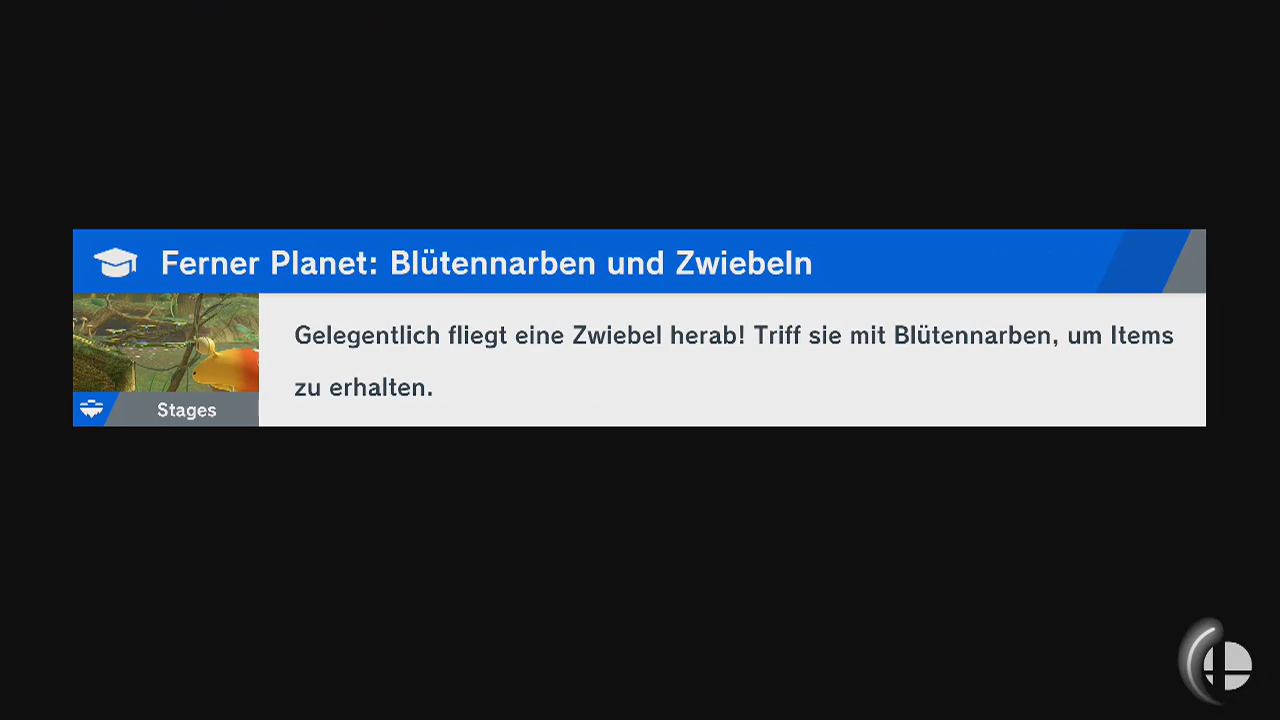 Ferner Planet: Blütennarben und Zwiebeln
Gelegentlich fliegt eine Zwiebel herab! Triff sie mit Blütennarben, um Items
zu erhalten.
Stages